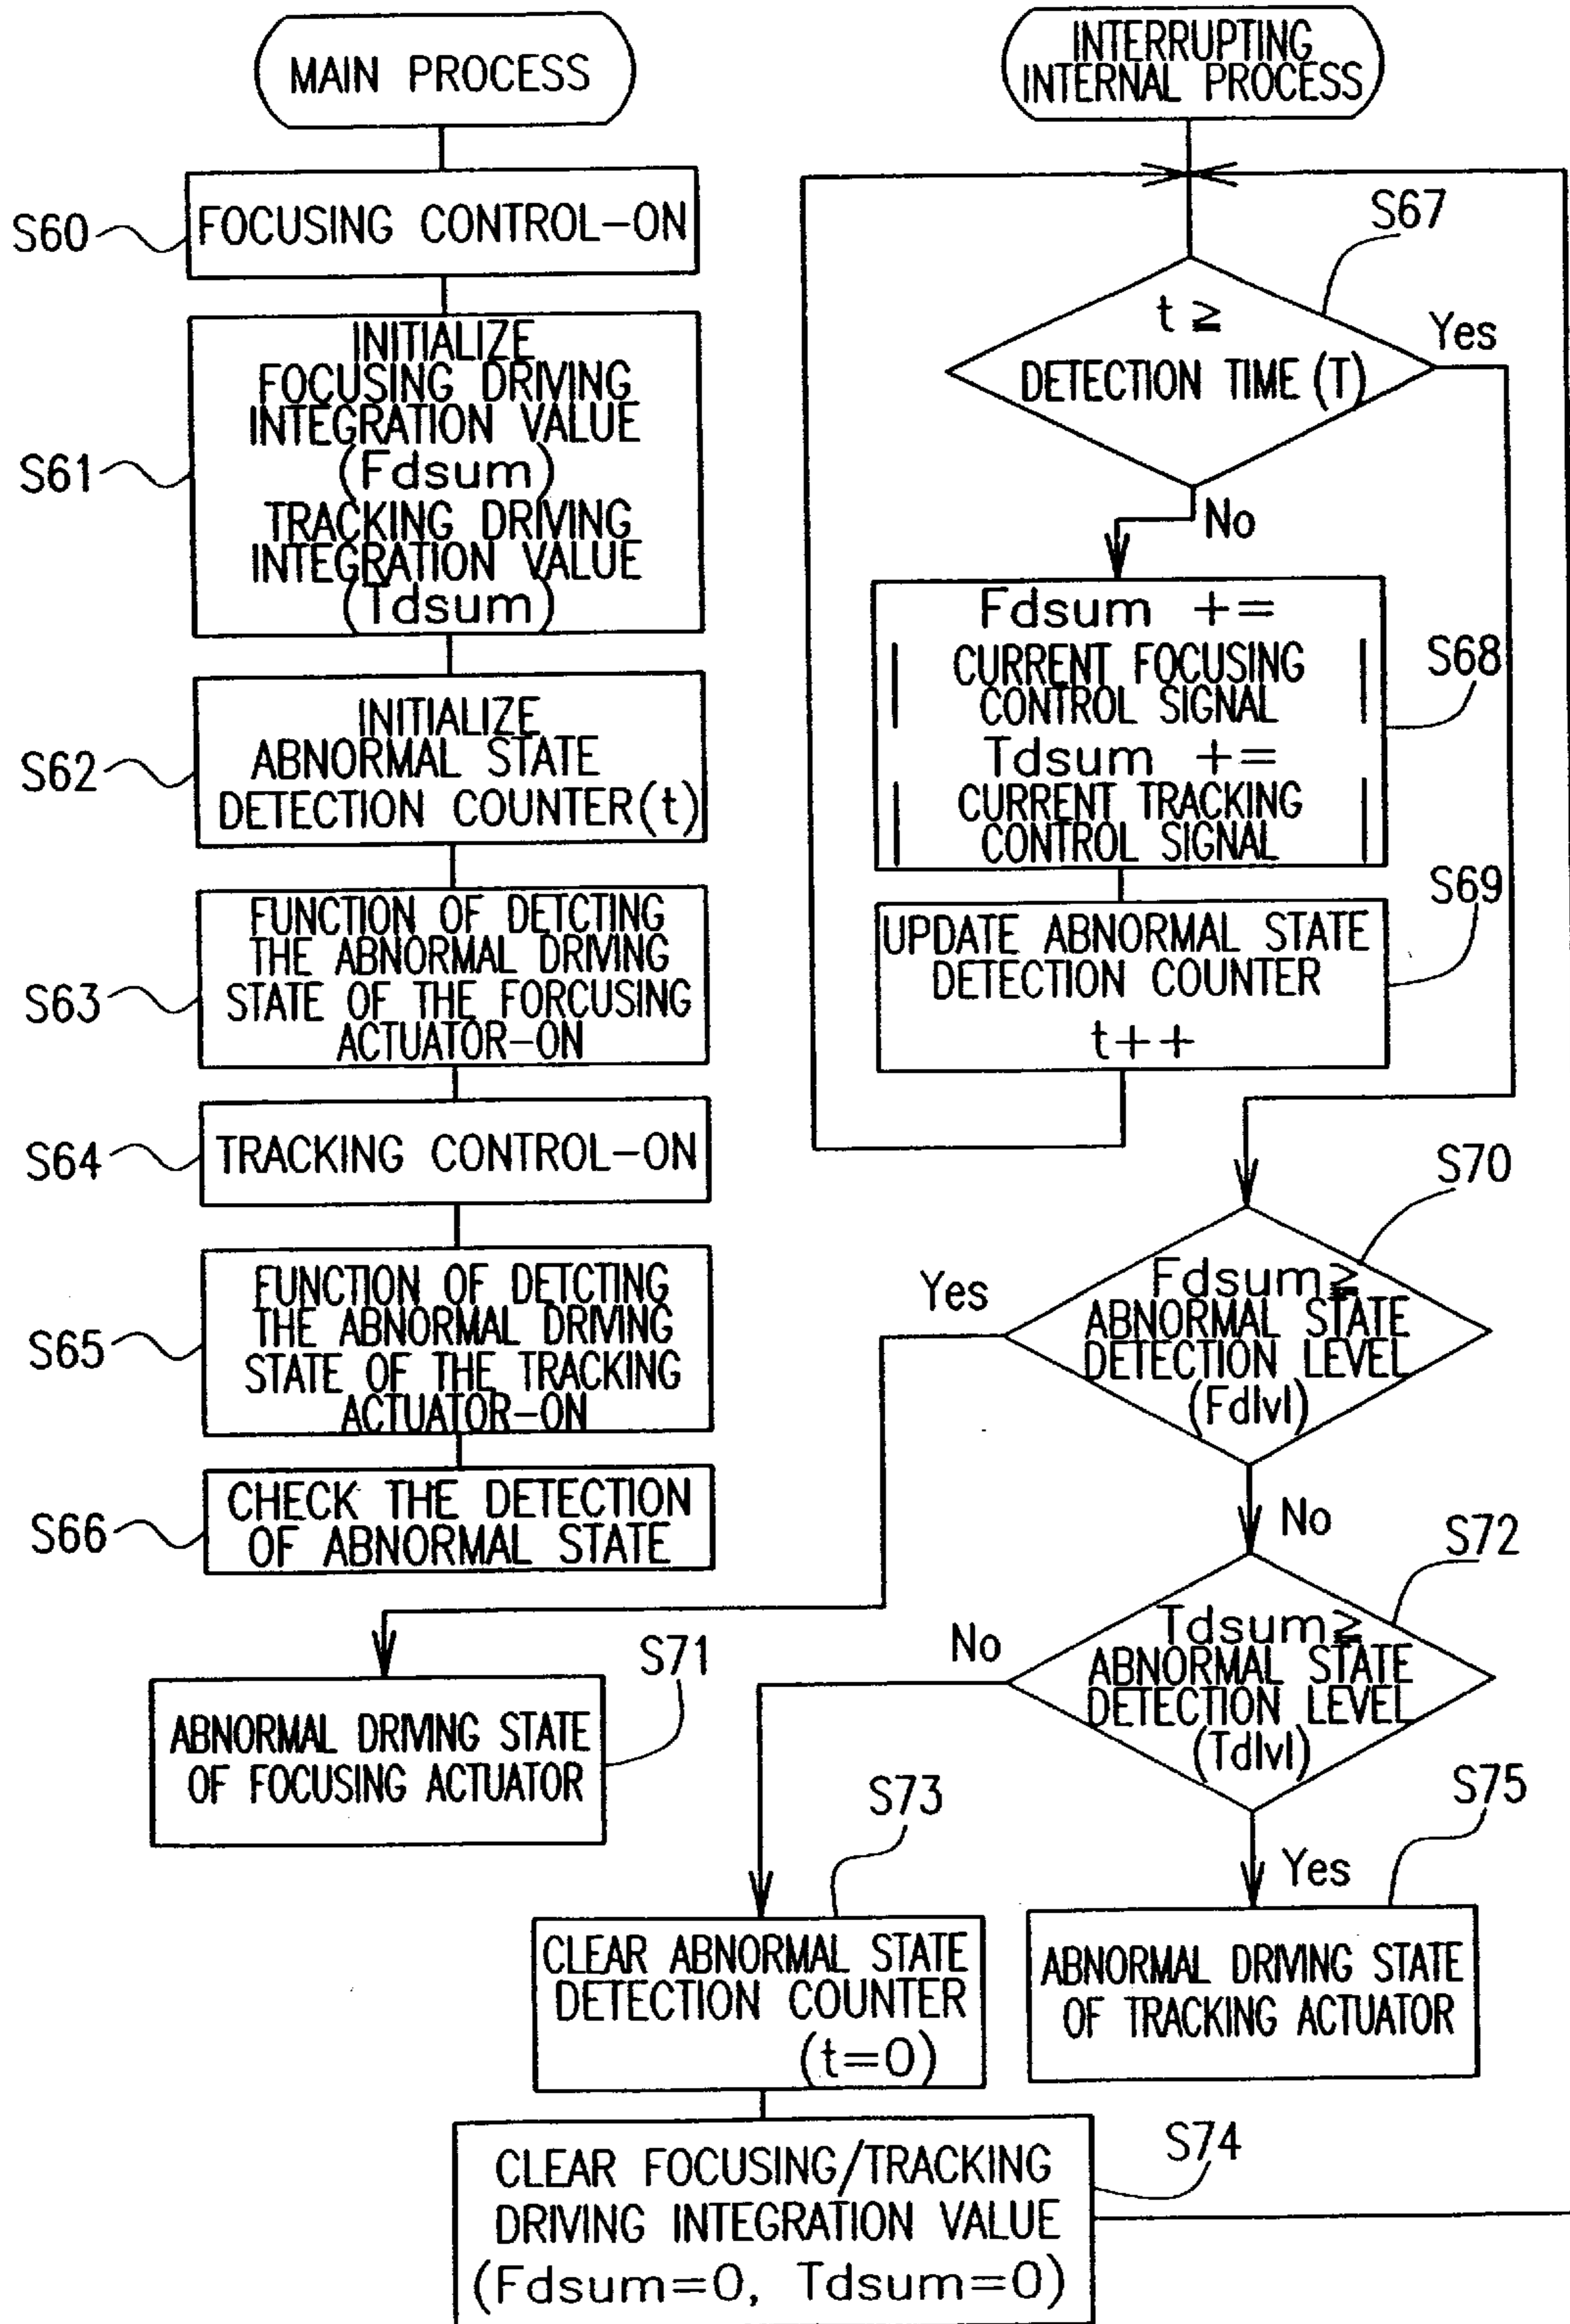 MAIN PROCESS
S60
FOCUSING CONTROL-ON
S61
INITIALIZE
FOCUSING DRIVING
INTEGRATION VALUE
(Fdsum)
TRACKING DRIVING
INTEGRATION VALUE
(Tdsum)
S62
INITIALIZE
ABNORMAL STATE
DETECTION COUNTER(t)
S63
FUNCTION OF DETCTING
THE ABNORMAL DRIVING
STATE OF THE FORCUSING
ACTUATOR-ON
S64
TRACKING CONTROL-ON
S65
FUNCTION OF DETCTING
THE ABNORMAL DRIVING
STATE OF THE TRACKING
ACTUATOR-ON
S66
CHECK THE DETECTION
OF ABNORMAL STATE
INTERRUPTING
INTERNAL PROCESS
S67
t ≧
DETECTION TIME (T)
Yes
No
S68
Fdsum +=
| CURRENT FOCUSING
CONTROL SIGNAL |
Tdsum +=
| CURRENT TRACKING
CONTROL SIGNAL |
S69
UPDATE ABNORMAL STATE
DETECTION COUNTER
t++
S70
Fdsum≧
ABNORMAL STATE
DETECTION LEVEL
(Fdlvl)
Yes
No
S71
ABNORMAL DRIVING STATE
OF FOCUSING ACTUATOR
S72
Tdsum≧
ABNORMAL STATE
DETECTION LEVEL
(Tdlvl)
No
Yes
S73
CLEAR ABNORMAL STATE
DETECTION COUNTER
(t=0)
S75
ABNORMAL DRIVING STATE
OF TRACKING ACTUATOR
S74
CLEAR FOCUSING/TRACKING
DRIVING INTEGRATION VALUE
(Fdsum=0, Tdsum=0)